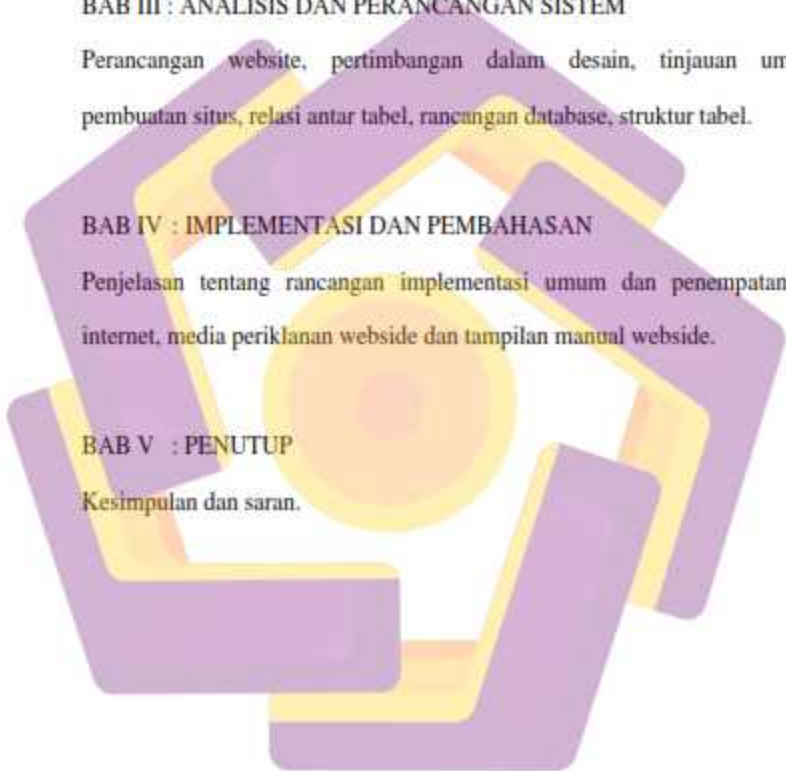 BAB III : ANALISIS DAN PERANCANGAN SISTEM
Perancangan website, pertimbangan dalam desain, tinjauan
pembuatan situs, relasi antar tabel, rancangan database, struktur tabel.
BAB IV : IMPLEMENTASI DAN PEMBAHASAN
Penjelasan tentang rancangan implementasi umum dan penempatan
internet, media periklanan webside dan tampilan manual webside.
BAB V : PENUTUP
Kesimpulan dan saran.